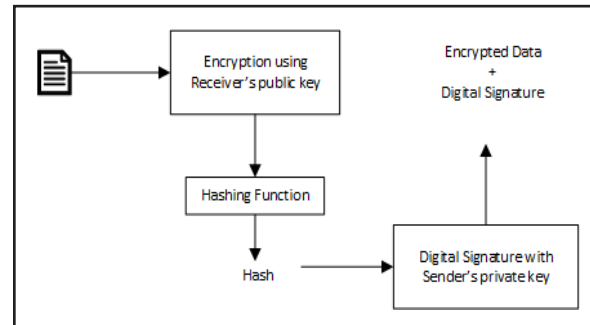 Encryption using
Receiver's public key
Encrypted Data
+
Digital Signature
Hashing Function
Hash
Digital Signature with
Sender's private key